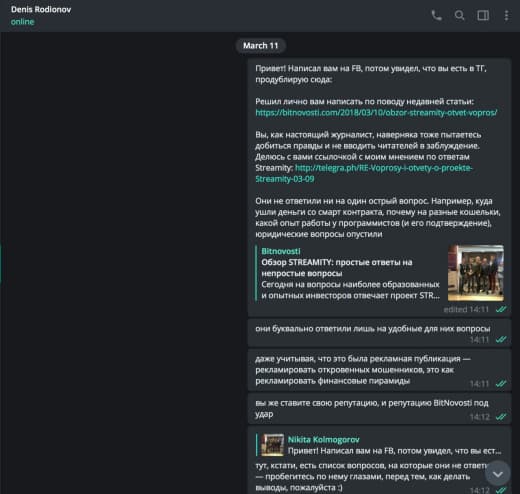 Denis Rodionov
online
March 11
Привет! Написал вам на FB, потом увидел, что вы есть в ТГ,
продублирую сюда:
Решил лично вам написать по поводу недавней статьи:
https://bitnovosti.com/2018/03/10/obzor-streamity-otvet-vopros/
Вы, как настоящий журналист, наверняка тоже пытаетесь
добиться правды и не вводить читателей в заблуждение.
Делюсь с вами ссылочкой с моим мнением по ответам
Streamity: http://telegra.ph/RE-Voprosy-i-otvety-o-proekte-
Streamity-03-09
Они не ответили ни на один острый вопрос. Например, куда
ушли деньги со смарт контракта, почему на разные кошельки,
какой опыт работы у программистов (и его подтверждение),
юридические вопросы опустили
Bitnovosti
Обзор STREAMITY: простые ответы на
непростые вопросы
Сегодня на вопросы наиболее образованных
и опытных инвесторов отвечает проект STR...
edited 14:11
они буквально ответили лишь на удобные для них вопросы
14:11
даже учитывая, что это была рекламная публикация —
рекламировать откровенных мошенников, это как
рекламировать финансовые пирамиды
14:11
вы же ставите свою репутацию, и репутацию BitNovosti под
удар
14:12
Nikita Kolmogorov
Привет! Написал вам на FB, потом увидел, что вы ест...
тут, кстати, есть список вопросов, на которые они не ответи
— пробегитесь по нему глазами, перед тем, как делать
выводы, пожалуйста :)
14:12